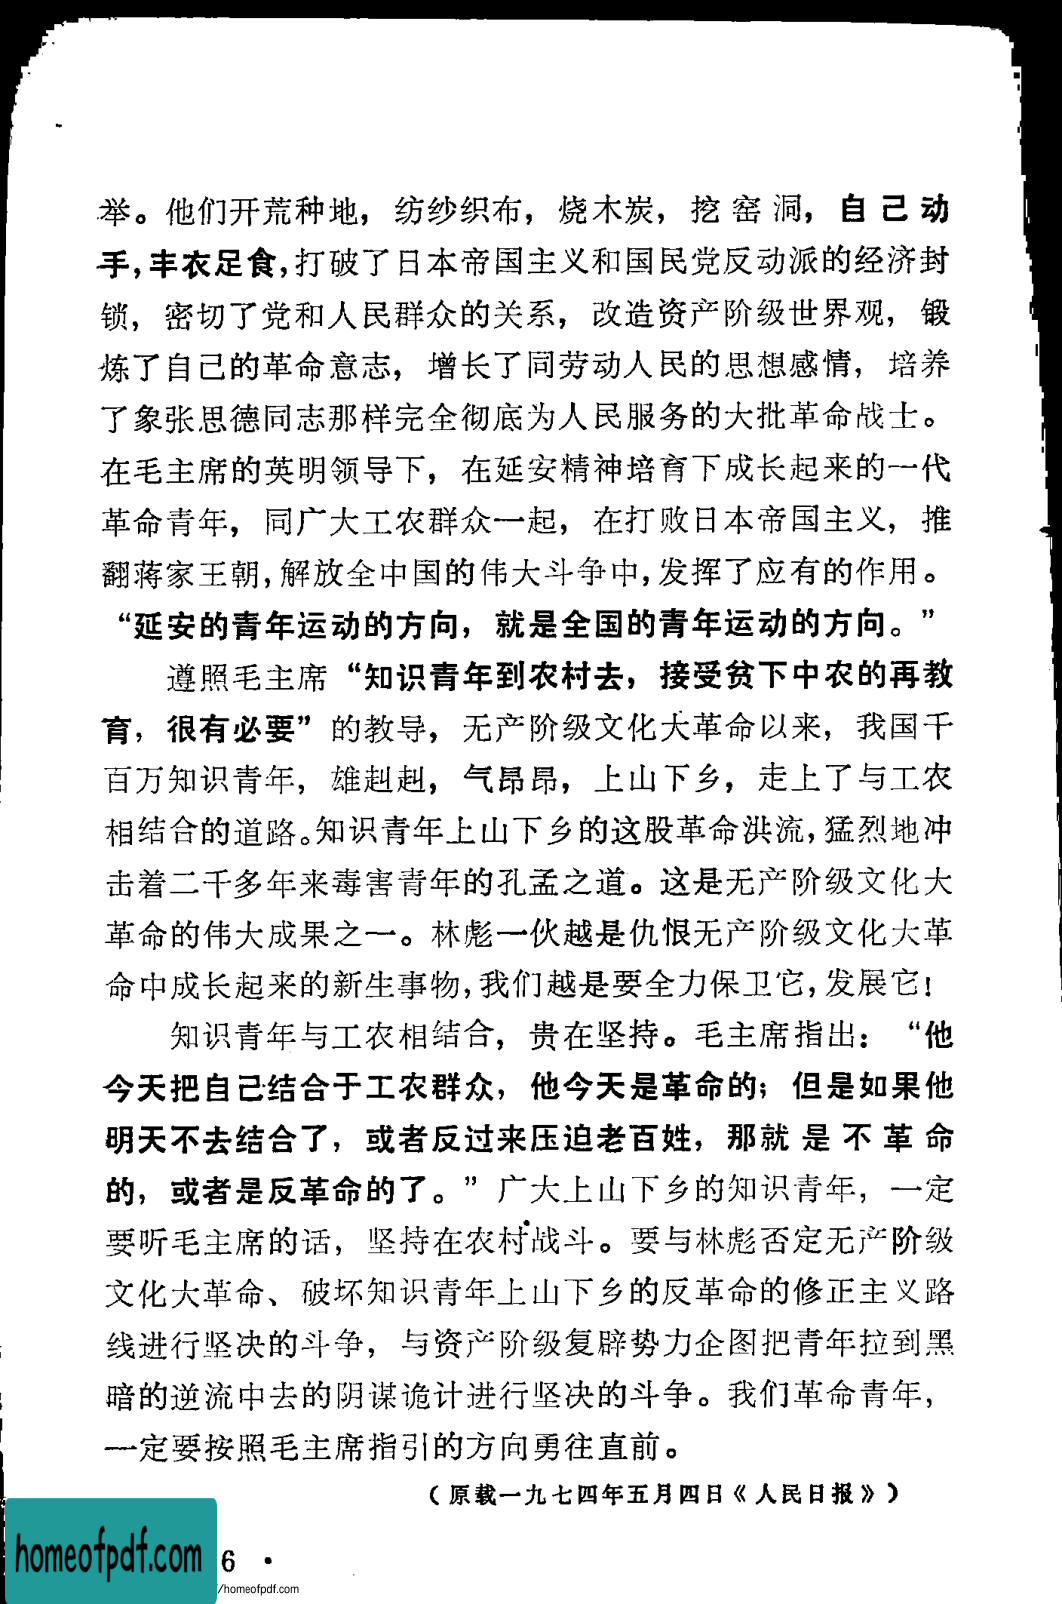 举。他们开荒种地，纺纱织布，烧木炭，挖窑洞，自己动
手，丰衣足食，打破了日本帝国主义和国民党反动派的经济封
锁，密切了党和人民群众的关系，改造资产阶级世界观，锻
炼了自己的革命意志，增长了同劳动人民的思想感情，培养
了象张思德同志那样完全彻底为人民服务的大批革命战士。
在毛主席的英明领导下，在延安精神培育下成长起来的一代
革命青年，同广大工农群众一起，在打败日本帝国主义，推
翻蒋家王朝，解放全中国的伟大斗争中，发挥了应有的作用。
“延安的青年运动的方向，就是全国的青年运动的方向。”
遵照毛主席“知识青年到农村去，接受贫下中农的再教
育，很有必要”的教导，无产阶级文化大革命以来，我国千
百万知识青年，雄赳赳，气昂昂，上山下乡，走上了与工农
相结合的道路。知识青年上山下乡的这股革命洪流，猛烈地冲
击着二千多年来毒害青年的孔孟之道。这是无产阶级文化大
革命的伟大成果之一。林彪一伙越是仇恨无产阶级文化大革
命中成长起来的新生事物，我们越是要全力保卫它，发展它！
知识青年与工农相结合，贵在坚持。毛主席指出：“他
今天把自己结合于工农群众，他今天是革命的；但是如果他
明天不去结合了，或者反过来压迫老百姓，那就是不革命
的，或者是反革命的了。”广大上山下乡的知识青年，一定
要听毛主席的话，坚持在农村战斗。要与林彪否定无产阶级
文化大革命、破坏知识青年上山下乡的反革命的修正主义路
线进行坚决的斗争，与资产阶级复辟势力企图把青年拉到黑
暗的逆流中去的阴谋诡计进行坚决的斗争。我们革命青年，
一定要按照毛主席指引的方向勇往直前。
（原载一九七四年五月四日《人民日报》）
homeofpdf.com
6 ·
/homeofpdf.com